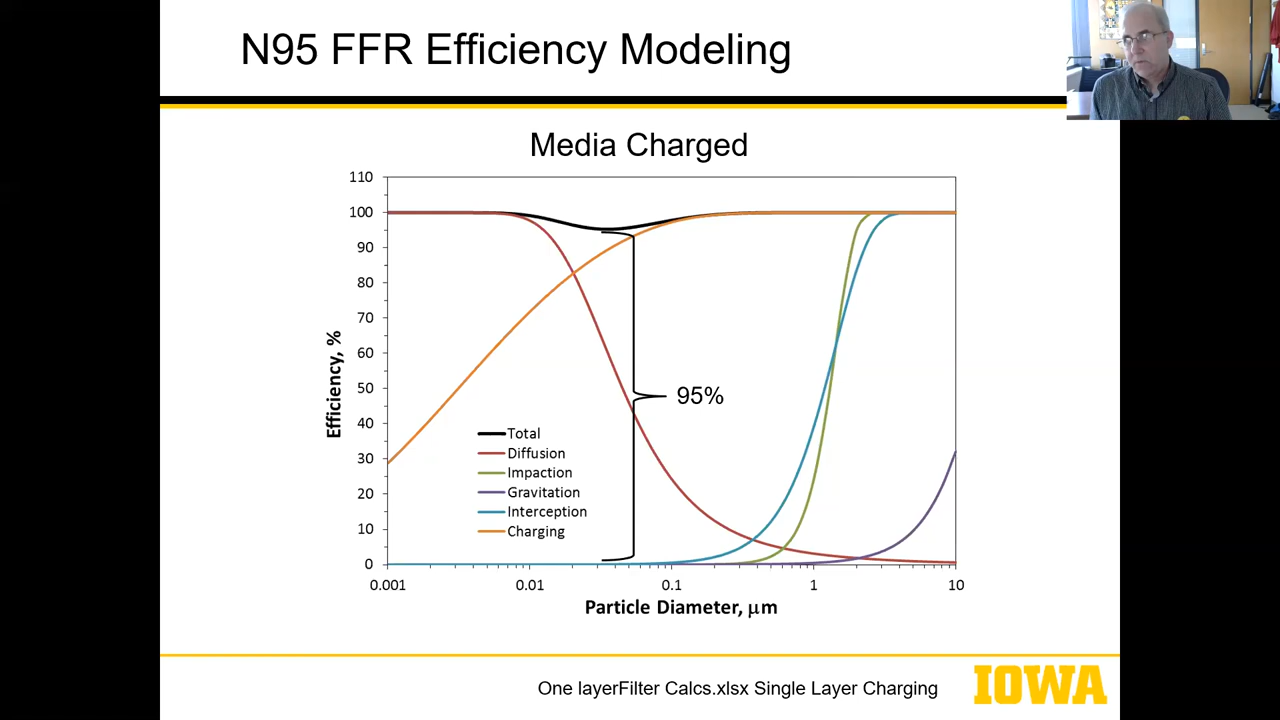 N95 FFR Efficiency Modeling
Media Charged
110
100
90
80
70
60
50
40
30
20
10
0
Efficiency, %
95%
Total
Diffusion
Impaction
Gravitation
Interception
Charging
0.001 0.01 0.1 1 10
Particle Diameter, μm
One layerFilter Calcs.xlsx Single Layer Charging
IOWA